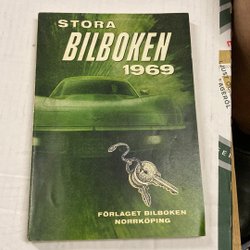 STORA
BILBOKEN
1969
FÖRLAGET BILBOKEN
NORRKÖPING